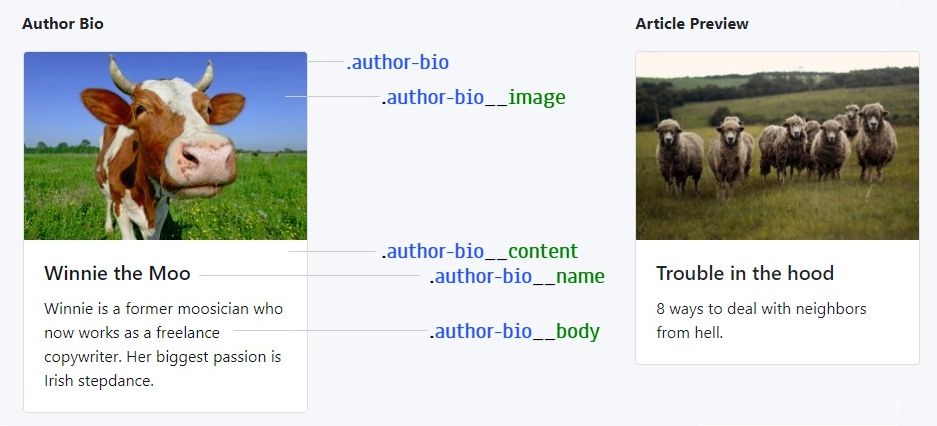 Author Bio
Article Preview
.author-bio
.author-bio__image
.author-bio__content
.author-bio__name
.author-bio__body
Winnie the Moo
Winnie is a former moosician who
now works as a freelance
copywriter. Her biggest passion is
Irish stepdance.
Trouble in the hood
8 ways to deal with neighbors
from hell.